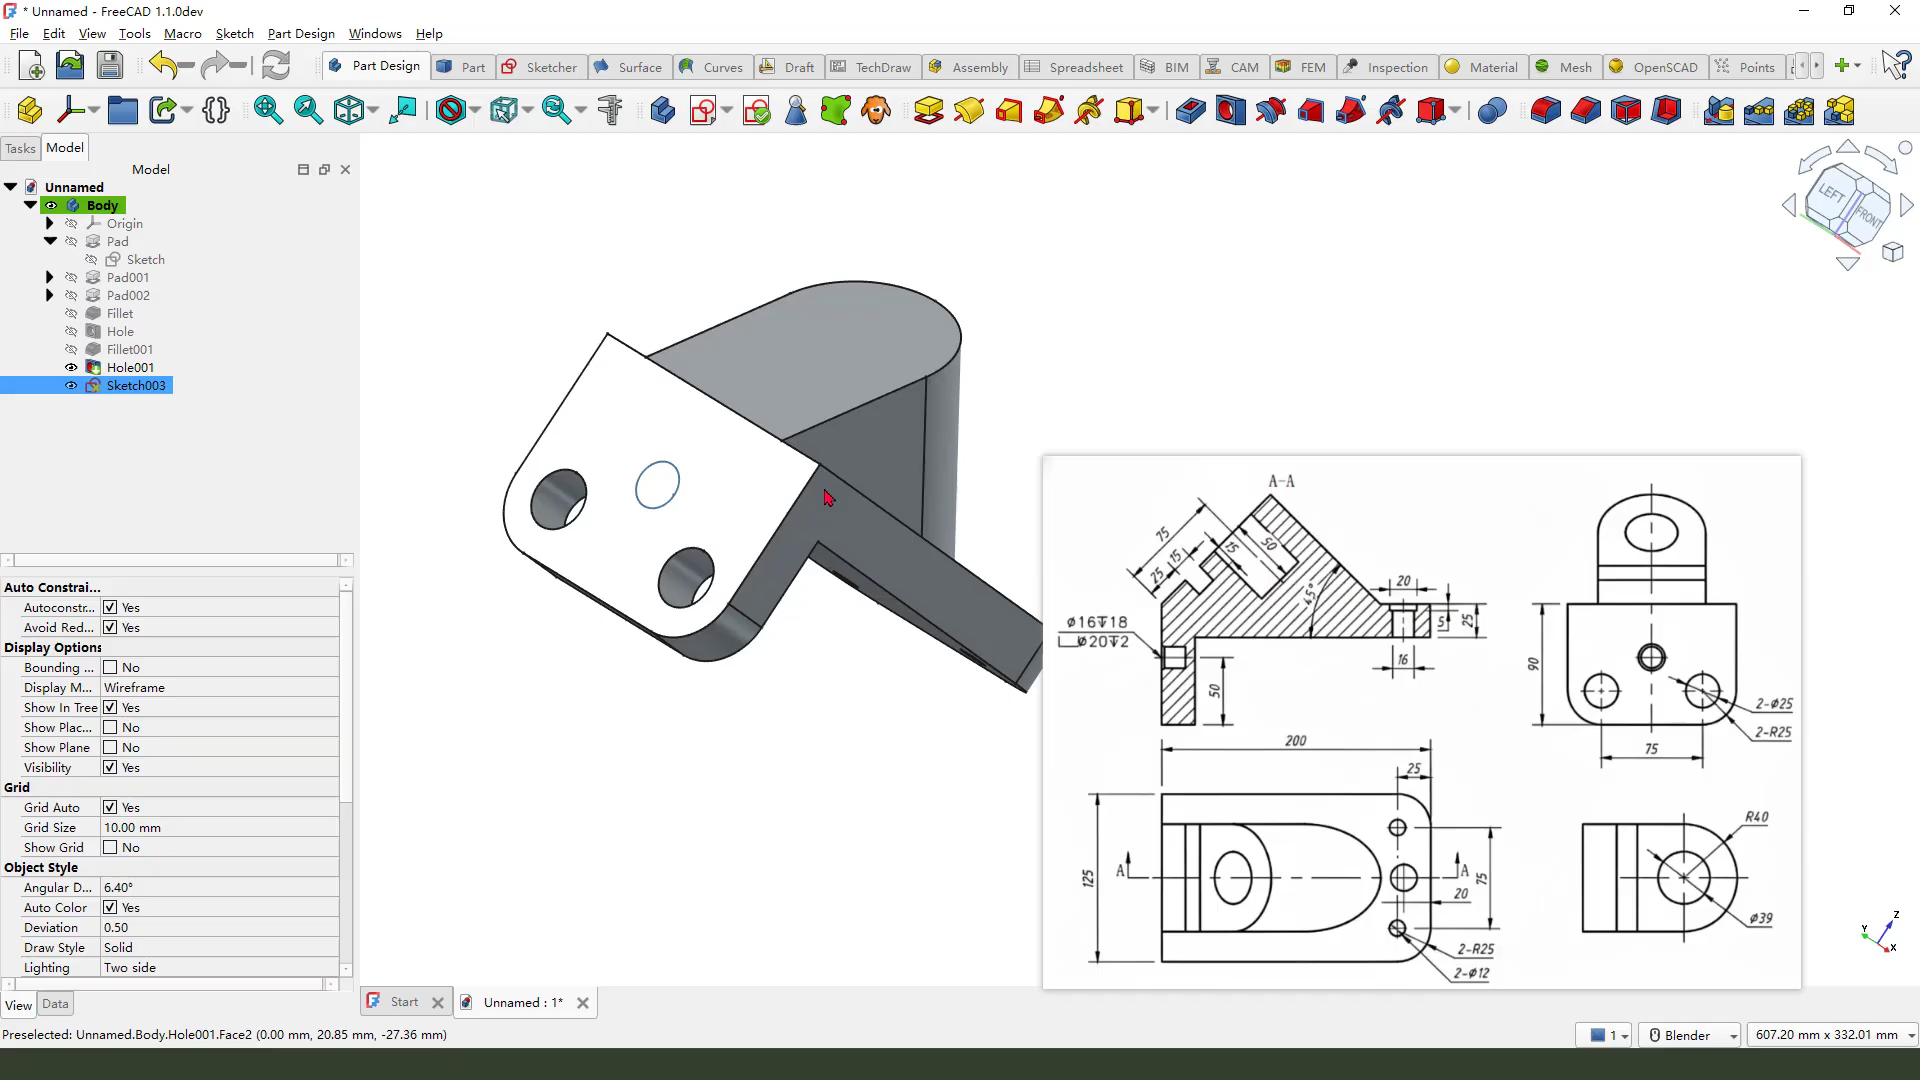 * Unnamed - FreeCAD 1.1.0dev
File Edit View Tools Macro Sketch Part Design Windows Help
Part Design Part Sketcher Surface Curves Draft TechDraw Assembly Spreadsheet BIM CAM FEM Inspection Material Mesh OpenSCAD Points
Tasks Model
Model
Unnamed
Body
Origin
Pad
Sketch
Pad001
Pad002
Fillet
Hole
Fillet001
Hole001
Sketch003
Auto Constrai...
Autoconstr... Yes
Avoid Red... Yes
Display Options
Bounding ... No
Display M... Wireframe
Show In Tree Yes
Show Plac... No
Show Plane No
Visibility Yes
Grid
Grid Auto Yes
Grid Size 10.00 mm
Show Grid No
Object Style
Angular D... 6.40°
Auto Color Yes
Deviation 0.50
Draw Style Solid
Lighting Two side
View Data
Start Unnamed : 1*
Preselected: Unnamed.Body.Hole001.Face2 (0.00 mm, 20.85 mm, -27.36 mm)
1 Blender 607.20 mm x 332.01 mm
LEFT FRONT
Z
Y
X
A-A
75
15
25
15
50
45°
20
5
25
16
50
ø16↧18
⌴ø20↧2
90
2-ø25
2-R25
75
200
25
125
A
A
75
20
2-R25
2-ø12
R40
ø39